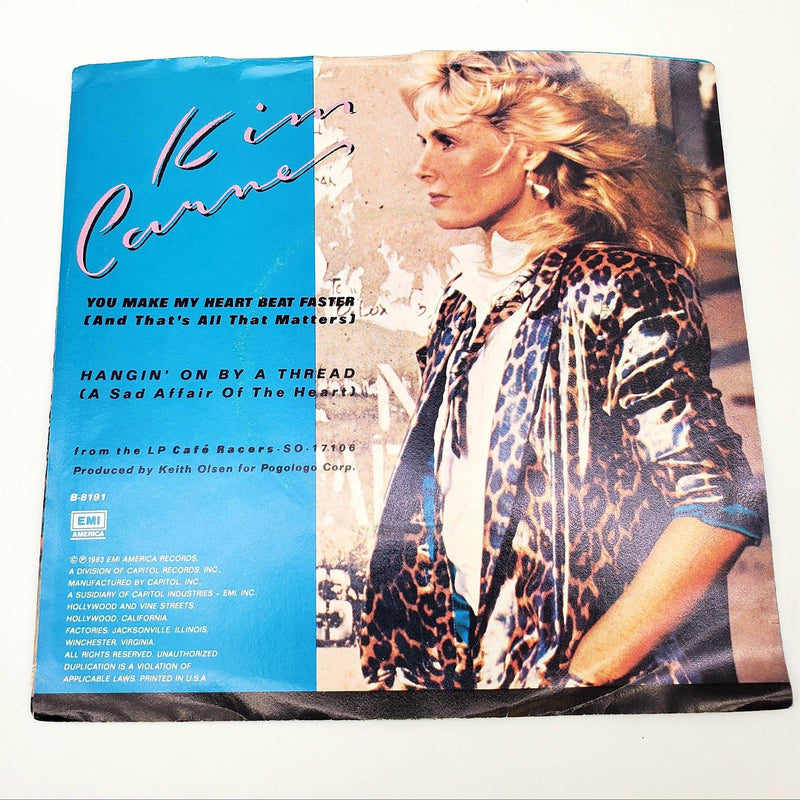 Kim
Carnes
YOU MAKE MY HEART BEAT FASTER
(And That's All That Matters)
HANGIN' ON BY A THREAD
(A Sad Affair Of The Heart)
from the LP Café Racers-SO-17106
Produced by Keith Olsen for Pogologo Corp.
B-8191
EMI
AMERICA
© ℗ 1983 EMI AMERICA RECORDS,
A DIVISION OF CAPITOL RECORDS, INC.,
MANUFACTURED BY CAPITOL, INC.,
A SUSIDIARY OF CAPITOL INDUSTRIES - EMI, INC.
HOLLYWOOD AND VINE STREETS,
HOLLYWOOD, CALIFORNIA.
FACTORIES: JACKSONVILLE, ILLINOIS,
WINCHESTER, VIRGINIA
ALL RIGHTS RESERVED. UNAUTHORIZED
DUPLICATION IS A VIOLATION OF
APPLICABLE LAWS. PRINTED IN U.S.A.